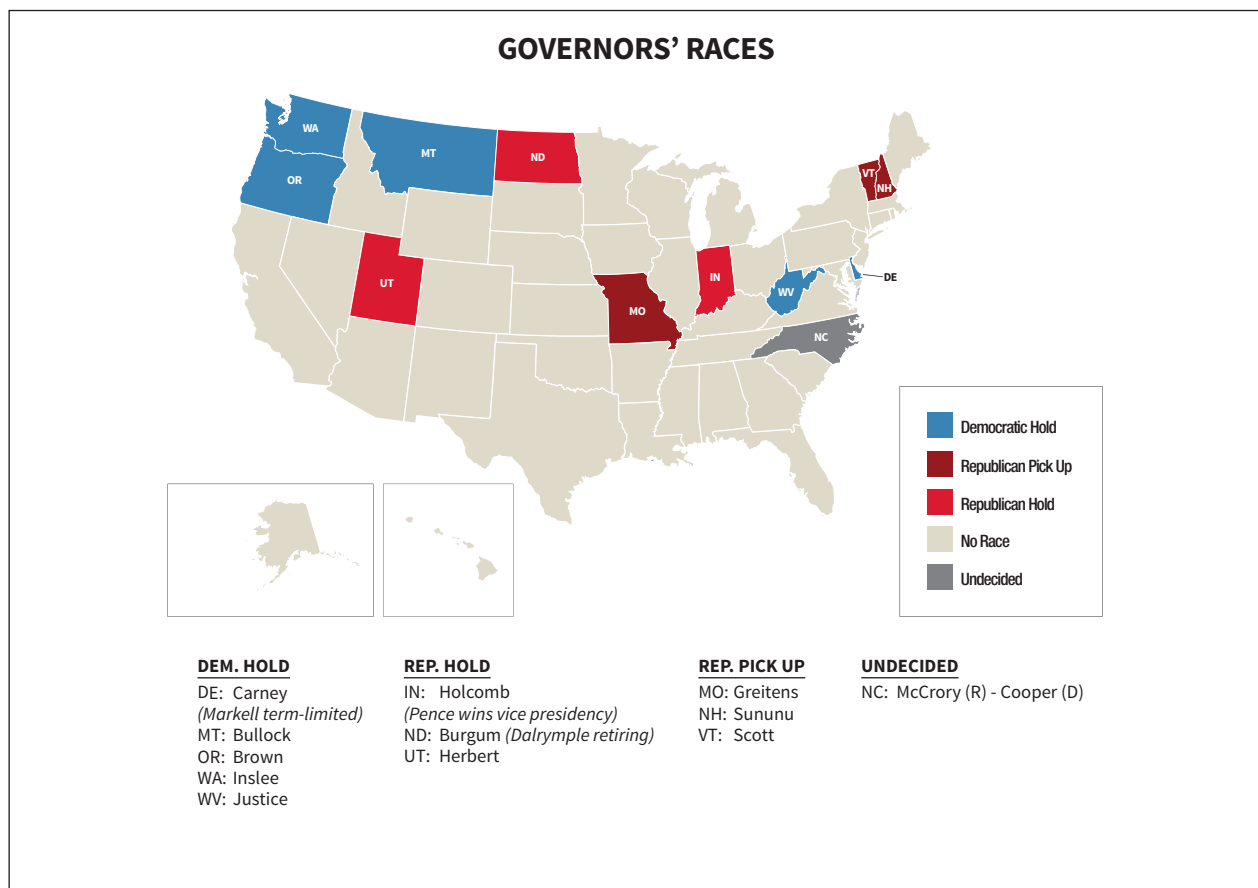 GOVERNORS’ RACES
WA
MT
ND
OR
VT
NH
UT
IN
MO
WV
DE
NC
Democratic Hold
Republican Pick Up
Republican Hold
No Race
Undecided
DEM. HOLD
DE: Carney
(Markell term-limited)
MT: Bullock
OR: Brown
WA: Inslee
WV: Justice
REP. HOLD
IN: Holcomb
(Pence wins vice presidency)
ND: Burgum (Dalrymple retiring)
UT: Herbert
REP. PICK UP
MO: Greitens
NH: Sununu
VT: Scott
UNDECIDED
NC: McCrory (R) - Cooper (D)